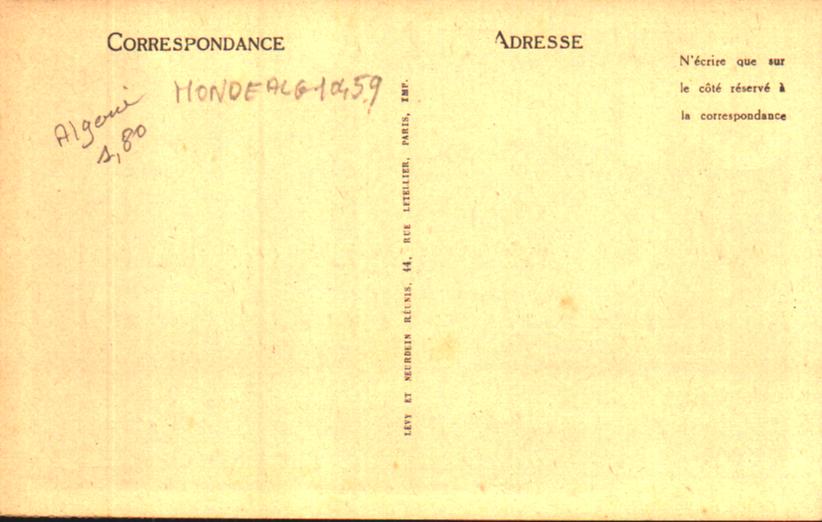 CORRESPONDANCE
ADRESSE
N'écrire que sur
le côté réservé à
la correspondance
Algerie
1,80
LÉVY ET NEURDEIN RÉUNIS, 44, RUE LETELLIER, PARIS, IMP.